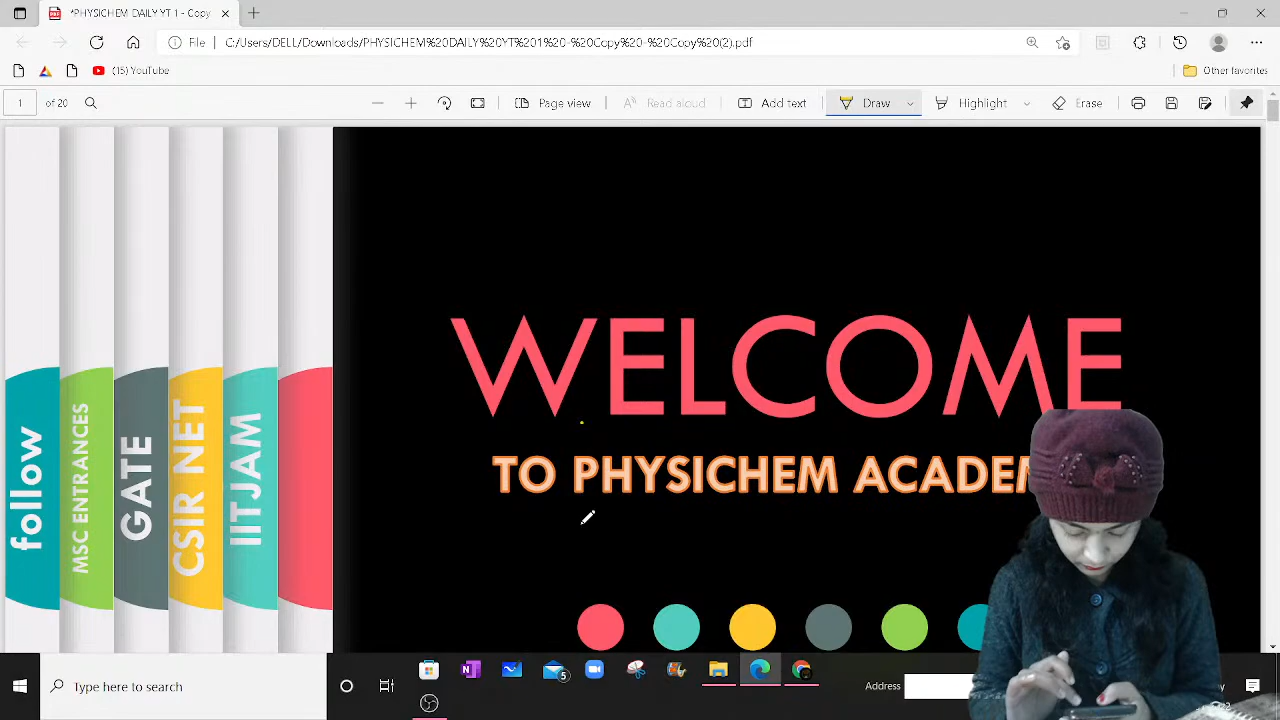 *PHYSICHEM DAILY YT 1 - Copy
File C:/Users/DELL/Downloads/PHYSICHEM%20DAILY%20YT%201%20-%20Copy%20-%20Copy%20(2).pdf
(15) YouTube
Other favorites
1 of 20
Page view
Read aloud
Add text
Draw
Highlight
Erase
follow
MSC ENTRANCES
GATE
CSIR NET
IITJAM
WELCOME
TO PHYSICHEM ACADEM
Type here to search
5
Address